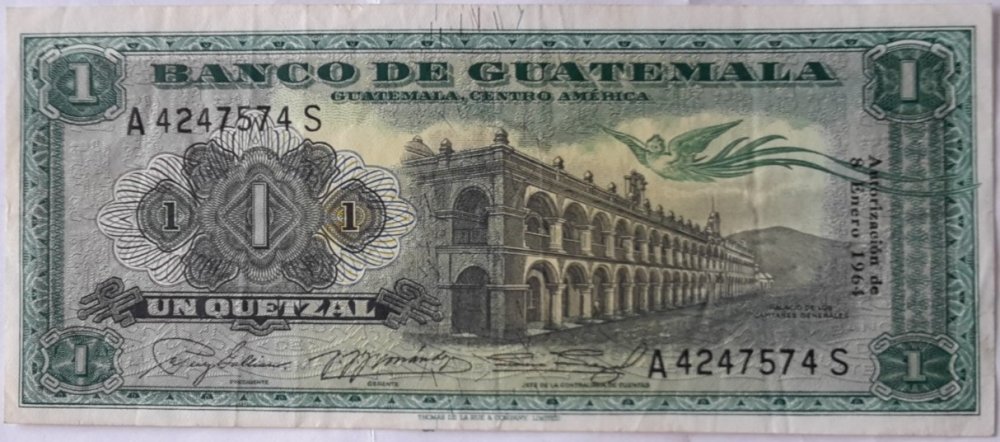 1
BANCO DE GUATEMALA
1
GUATEMALA, CENTRO AMÉRICA
A 4247574 S
Autorización de
8 Enero 1964
1 1 1
UN QUETZAL
PALACIO DE LOS
CAPITANES GENERALES
A 4247574 S
PRESIDENTE
GERENTE
JEFE DE LA CONTRALORIA DE CUENTAS
1
1
THOMAS DE LA RUE & COMPANY, LIMITED